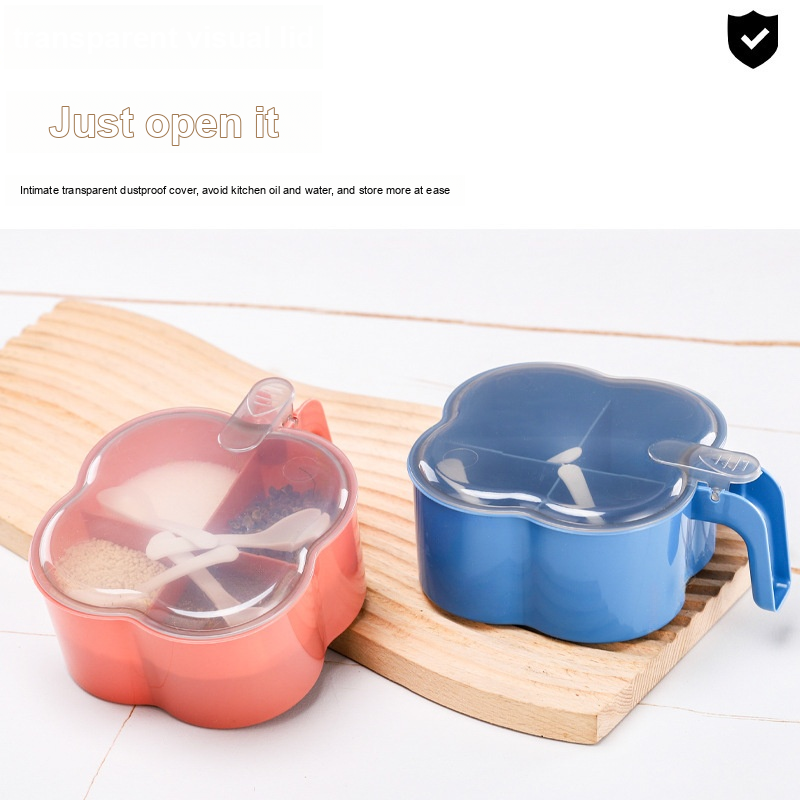 Just open it
Intimate transparent dustproof cover, avoid kitchen oil and water, and store more at ease